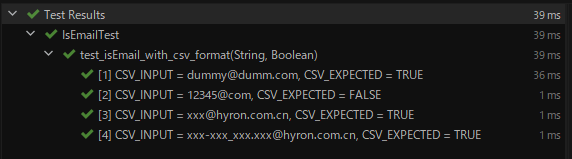 Test Results 39 ms
IsEmailTest 39 ms
test_isEmail_with_csv_format(String, Boolean) 39 ms
[1] CSV_INPUT = dummy@dumm.com, CSV_EXPECTED = TRUE 36 ms
[2] CSV_INPUT = 12345@com, CSV_EXPECTED = FALSE 1 ms
[3] CSV_INPUT = xxx@hyron.com.cn, CSV_EXPECTED = TRUE 1 ms
[4] CSV_INPUT = xxx-xxx_xxx.xxx@hyron.com.cn, CSV_EXPECTED = TRUE 1 ms